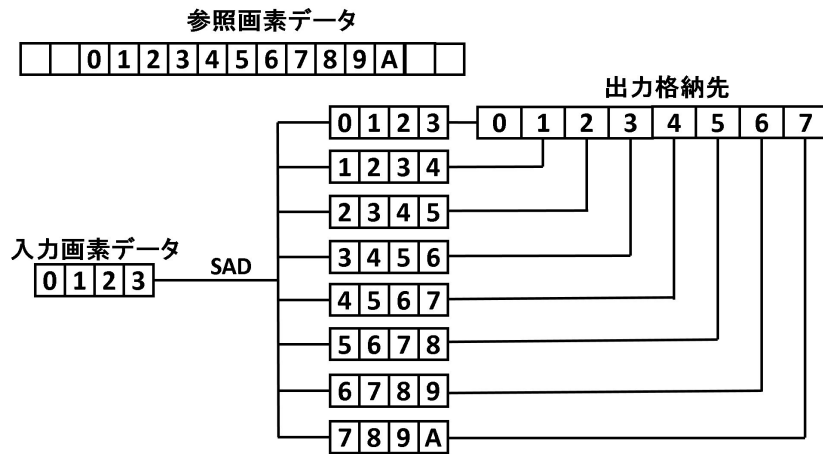 参照画素データ
0 1 2 3 4 5 6 7 8 9 A
出力格納先
0 1 2 3 0 1 2 3 4 5 6 7
1 2 3 4
2 3 4 5
入力画素データ
3 4 5 6
0 1 2 3 SAD
4 5 6 7
5 6 7 8
6 7 8 9
7 8 9 A